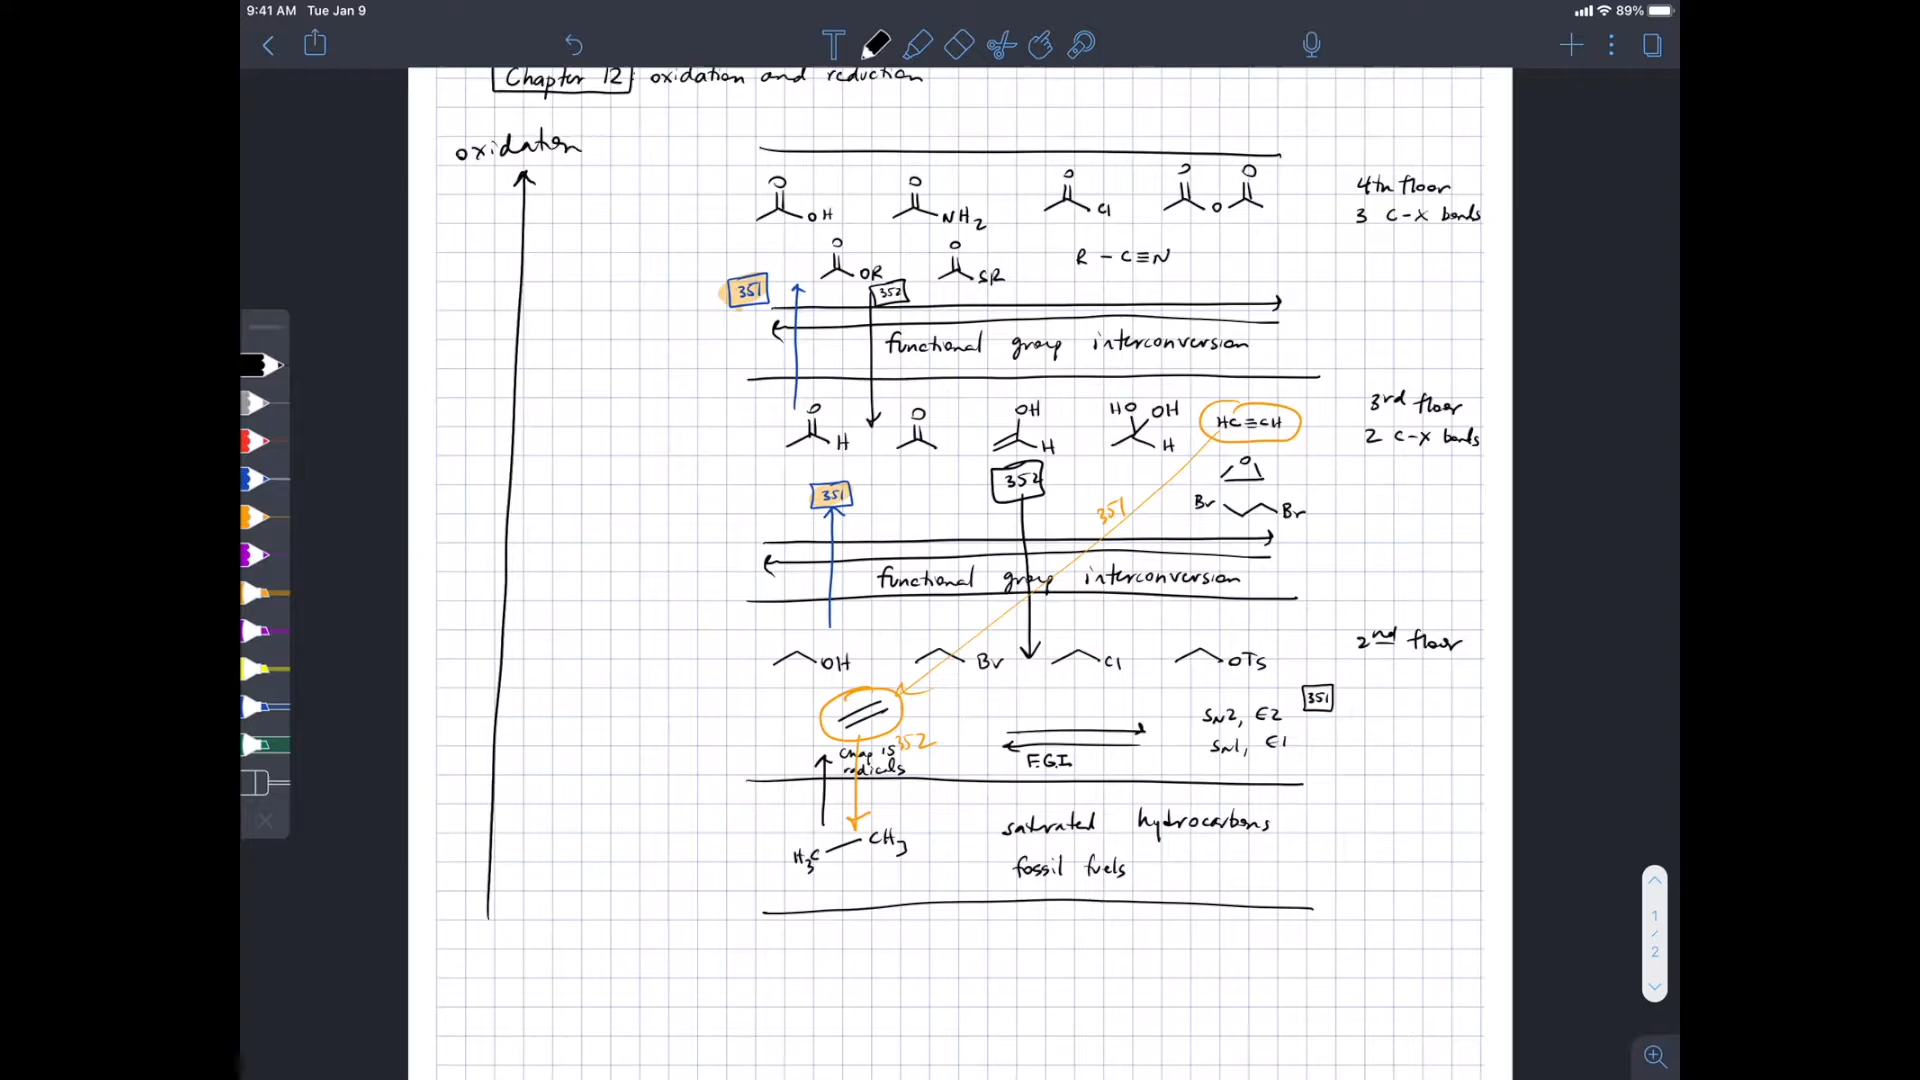 9:41 AM Tue Jan 9
89%
Chapter 12: oxidation and reduction
oxidation
O O O O O
OH NH2 Cl O
4th floor
3 C-X bonds
O O
OR SR R-C≡N
351 352
functional group interconversion
O O OH HO OH HC≡CH
H H H
3rd floor
2 C-X bonds
351 352 O
351 Br Br
functional group interconversion
2nd floor
OH Br Cl OTs
351
SN2, E2
SN1, E1
F.G.I.
Chap 15 352
radicals
H3C CH3
saturated hydrocarbons
fossil fuels
1
/
2